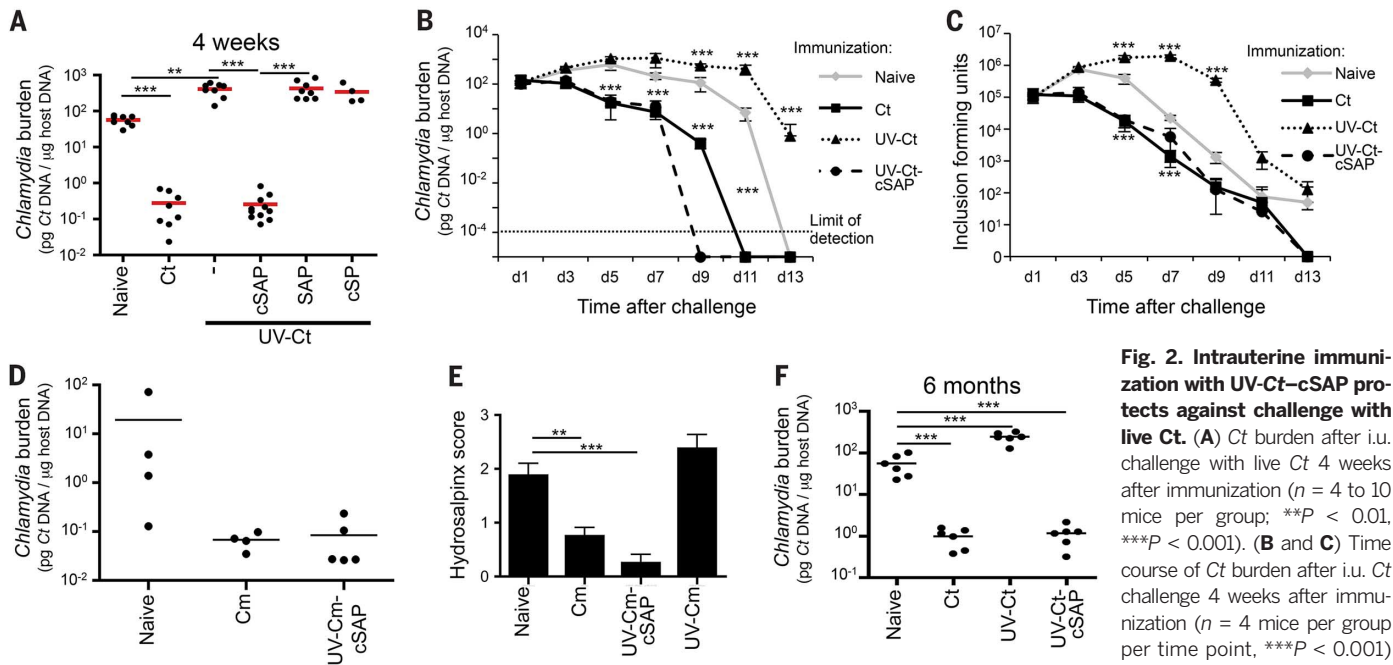 A
4 weeks
Chlamydia burden
(pg Ct DNA / µg host DNA)
10³
10²
10¹
10⁰
10⁻¹
10⁻²
***
**
***
***
Naive
Ct
-
cSAP
SAP
cSP
UV-Ct
B
Chlamydia burden
(pg Ct DNA / µg host DNA)
10⁴
10²
10⁰
10⁻²
10⁻⁴
***
***
***
***
***
***
***
Limit of
detection
d1 d3 d5 d7 d9 d11 d13
Time after challenge
Immunization:
Naive
Ct
UV-Ct
UV-Ct-
cSAP
C
Inclusion forming units
10⁷
10⁶
10⁵
10⁴
10³
10²
10¹
0
***
***
***
***
***
d1 d3 d5 d7 d9 d11 d13
Time after challenge
Immunization:
Naive
Ct
UV-Ct
UV-Ct-
cSAP
D
Chlamydia burden
(pg Ct DNA / µg host DNA)
10²
10¹
10⁰
10⁻¹
10⁻²
Naive
Cm
UV-Cm-
cSAP
E
Hydrosalpinx score
3
2
1
0
**
***
Naive
Cm
UV-Cm-
cSAP
UV-Cm
F
6 months
Chlamydia burden
(pg Ct DNA / µg host DNA)
10³
10²
10¹
10⁰
10⁻¹
***
***
***
Naive
Ct
UV-Ct
UV-Ct-
cSAP
Fig. 2. Intrauterine immuni-
zation with UV-Ct–cSAP pro-
tects against challenge with
live Ct. (A) Ct burden after i.u.
challenge with live Ct 4 weeks
after immunization (n = 4 to 10
mice per group; **P < 0.01,
***P < 0.001). (B and C) Time
course of Ct burden after i.u. Ct
challenge 4 weeks after immu-
nization (n = 4 mice per group
per time point, ***P < 0.001)